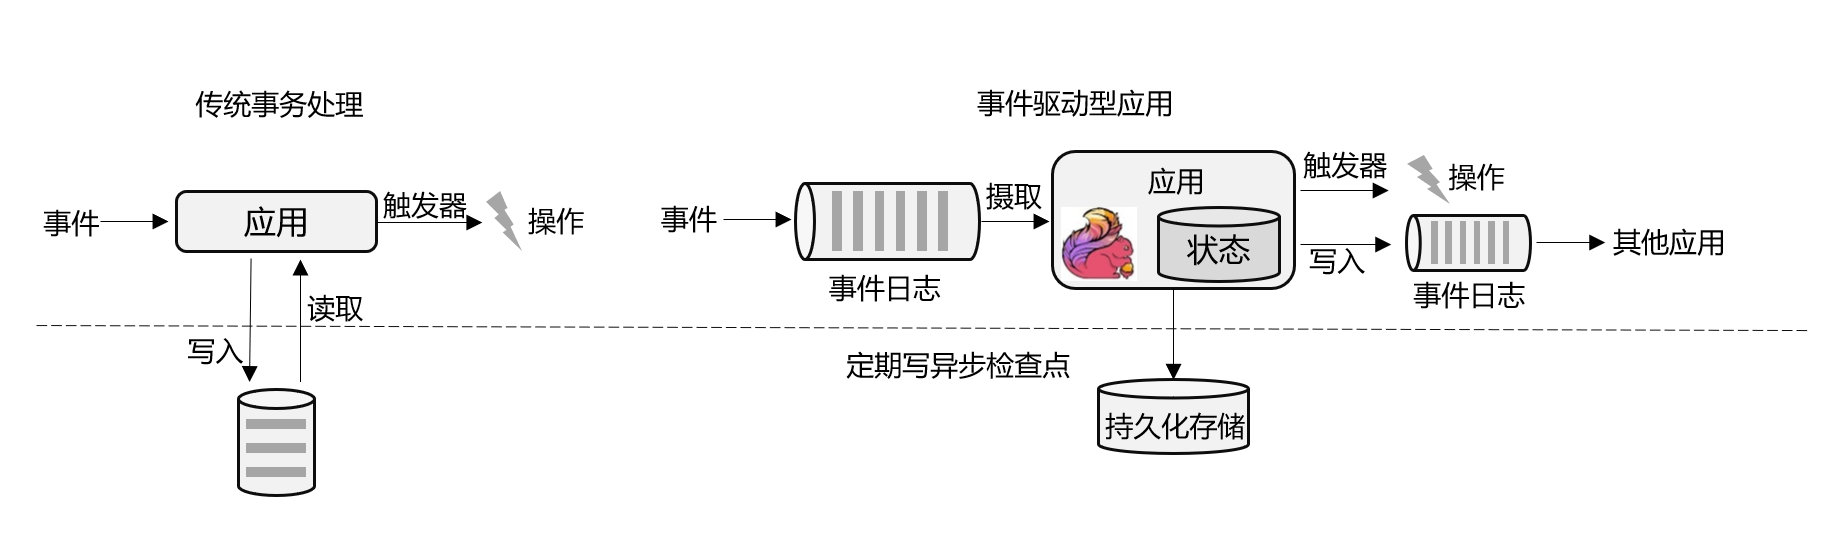 传统事务处理
事件
应用
触发器
操作
读取
写入
事件驱动型应用
事件
事件日志
摄取
应用
状态
触发器
操作
写入
事件日志
其他应用
定期写异步检查点
持久化存储